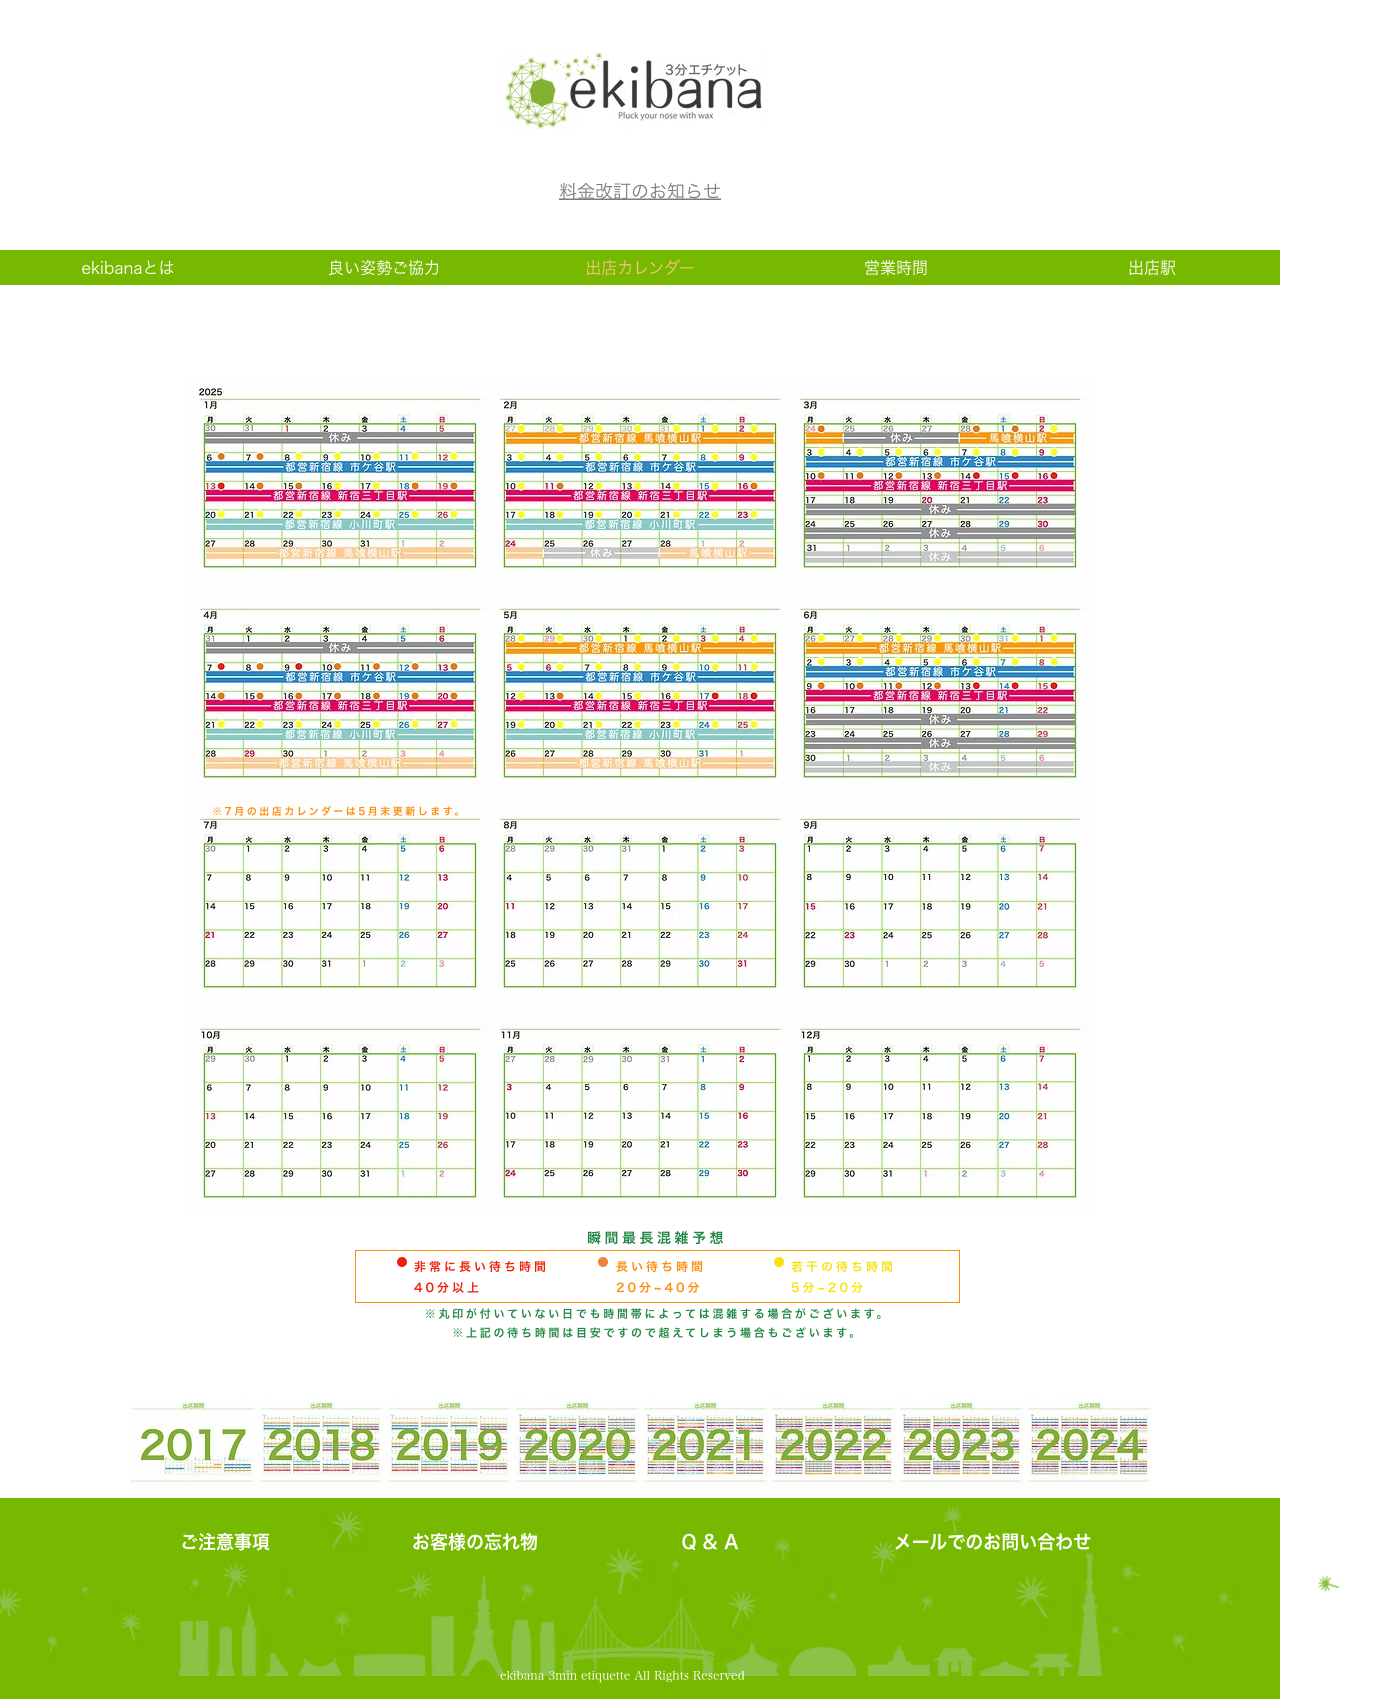 3分エチケット
ekibana
Pluck your nose with wax
料金改訂のお知らせ
ekibanaとは 良い姿勢ご協力 出店カレンダー 営業時間 出店駅
2025
1月
月 火 水 木 金 土 日
30 31 1 2 3 4 5
休み
6 7 8 9 10 11 12
都営新宿線 市ケ谷駅
13 14 15 16 17 18 19
都営新宿線 新宿三丁目駅
20 21 22 23 24 25 26
都営新宿線 小川町駅
27 28 29 30 31 1 2
都営新宿線 馬喰横山駅
2月
月 火 水 木 金 土 日
27 28 29 30 31 1 2
都営新宿線 馬喰横山駅
3 4 5 6 7 8 9
都営新宿線 市ケ谷駅
10 11 12 13 14 15 16
都営新宿線 新宿三丁目駅
17 18 19 20 21 22 23
都営新宿線 小川町駅
24 25 26 27 28 1 2
休み 馬喰横山駅
3月
月 火 水 木 金 土 日
24 25 26 27 28 1 2
休み 馬喰横山駅
3 4 5 6 7 8 9
都営新宿線 市ケ谷駅
10 11 12 13 14 15 16
都営新宿線 新宿三丁目駅
17 18 19 20 21 22 23
休み
24 25 26 27 28 29 30
休み
31 1 2 3 4 5 6
休み
4月
月 火 水 木 金 土 日
31 1 2 3 4 5 6
休み
7 8 9 10 11 12 13
都営新宿線 市ケ谷駅
14 15 16 17 18 19 20
都営新宿線 新宿三丁目駅
21 22 23 24 25 26 27
都営新宿線 小川町駅
28 29 30 1 2 3 4
都営新宿線 馬喰横山駅
5月
月 火 水 木 金 土 日
28 29 30 1 2 3 4
都営新宿線 馬喰横山駅
5 6 7 8 9 10 11
都営新宿線 市ケ谷駅
12 13 14 15 16 17 18
都営新宿線 新宿三丁目駅
19 20 21 22 23 24 25
都営新宿線 小川町駅
26 27 28 29 30 31 1
都営新宿線 馬喰横山駅
6月
月 火 水 木 金 土 日
26 27 28 29 30 31 1
都営新宿線 馬喰横山駅
2 3 4 5 6 7 8
都営新宿線 市ケ谷駅
9 10 11 12 13 14 15
都営新宿線 新宿三丁目駅
16 17 18 19 20 21 22
休み
23 24 25 26 27 28 29
休み
30 1 2 3 4 5 6
休み
※7月の出店カレンダーは5月末更新します。
7月
月 火 水 木 金 土 日
30 1 2 3 4 5 6
7 8 9 10 11 12 13
14 15 16 17 18 19 20
21 22 23 24 25 26 27
28 29 30 31 1 2 3
8月
月 火 水 木 金 土 日
28 29 30 31 1 2 3
4 5 6 7 8 9 10
11 12 13 14 15 16 17
18 19 20 21 22 23 24
25 26 27 28 29 30 31
9月
月 火 水 木 金 土 日
1 2 3 4 5 6 7
8 9 10 11 12 13 14
15 16 17 18 19 20 21
22 23 24 25 26 27 28
29 30 1 2 3 4 5
10月
月 火 水 木 金 土 日
29 30 1 2 3 4 5
6 7 8 9 10 11 12
13 14 15 16 17 18 19
20 21 22 23 24 25 26
27 28 29 30 31 1 2
11月
月 火 水 木 金 土 日
27 28 29 30 31 1 2
3 4 5 6 7 8 9
10 11 12 13 14 15 16
17 18 19 20 21 22 23
24 25 26 27 28 29 30
12月
月 火 水 木 金 土 日
1 2 3 4 5 6 7
8 9 10 11 12 13 14
15 16 17 18 19 20 21
22 23 24 25 26 27 28
29 30 31 1 2 3 4
瞬間最長混雑予想
非常に長い待ち時間 長い待ち時間 若干の待ち時間
40分以上 20分~40分 5分~20分
※丸印が付いていない日でも時間帯によっては混雑する場合がございます。
※上記の待ち時間は目安ですので超えてしまう場合もございます。
出店期間 出店期間 出店期間 出店期間 出店期間 出店期間 出店期間 出店期間
2017 2018 2019 2020 2021 2022 2023 2024
ご注意事項 お客様の忘れ物 Q & A メールでのお問い合わせ
ekibana 3min etiquette All Rights Reserved